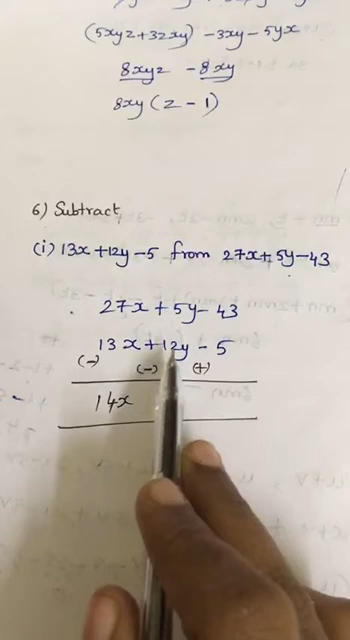 (5xyz+32xy) -3xy - 5yx
8xyz - 8xy
8xy (z - 1)
6) Subtract
(i) 13x +12y -5 from 27x+5y-43
27x + 5y - 43
13x + 12y - 5
(-) (-) (+)
14x